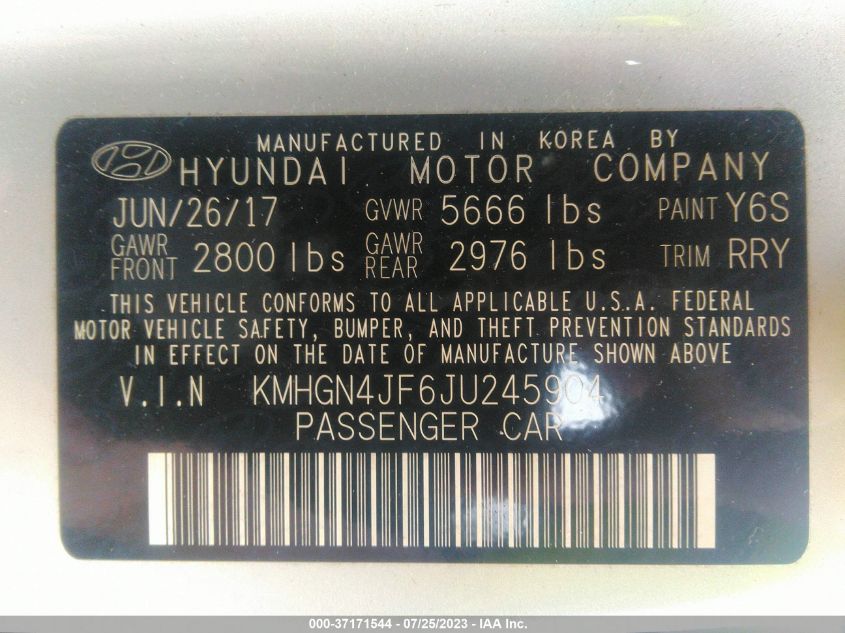 MANUFACTURED IN KOREA BY
HYUNDAI MOTOR COMPANY
JUN/26/17 GVWR 5666 lbs PAINT Y6S
GAWR FRONT 2800 lbs GAWR REAR 2976 lbs TRIM RRY
THIS VEHICLE CONFORMS TO ALL APPLICABLE U.S.A. FEDERAL
MOTOR VEHICLE SAFETY, BUMPER, AND THEFT PREVENTION STANDARDS
IN EFFECT ON THE DATE OF MANUFACTURE SHOWN ABOVE
V.I.N KMHGN4JF6JU245904
PASSENGER CAR
000-37171544 - 07/25/2023 - IAA Inc.